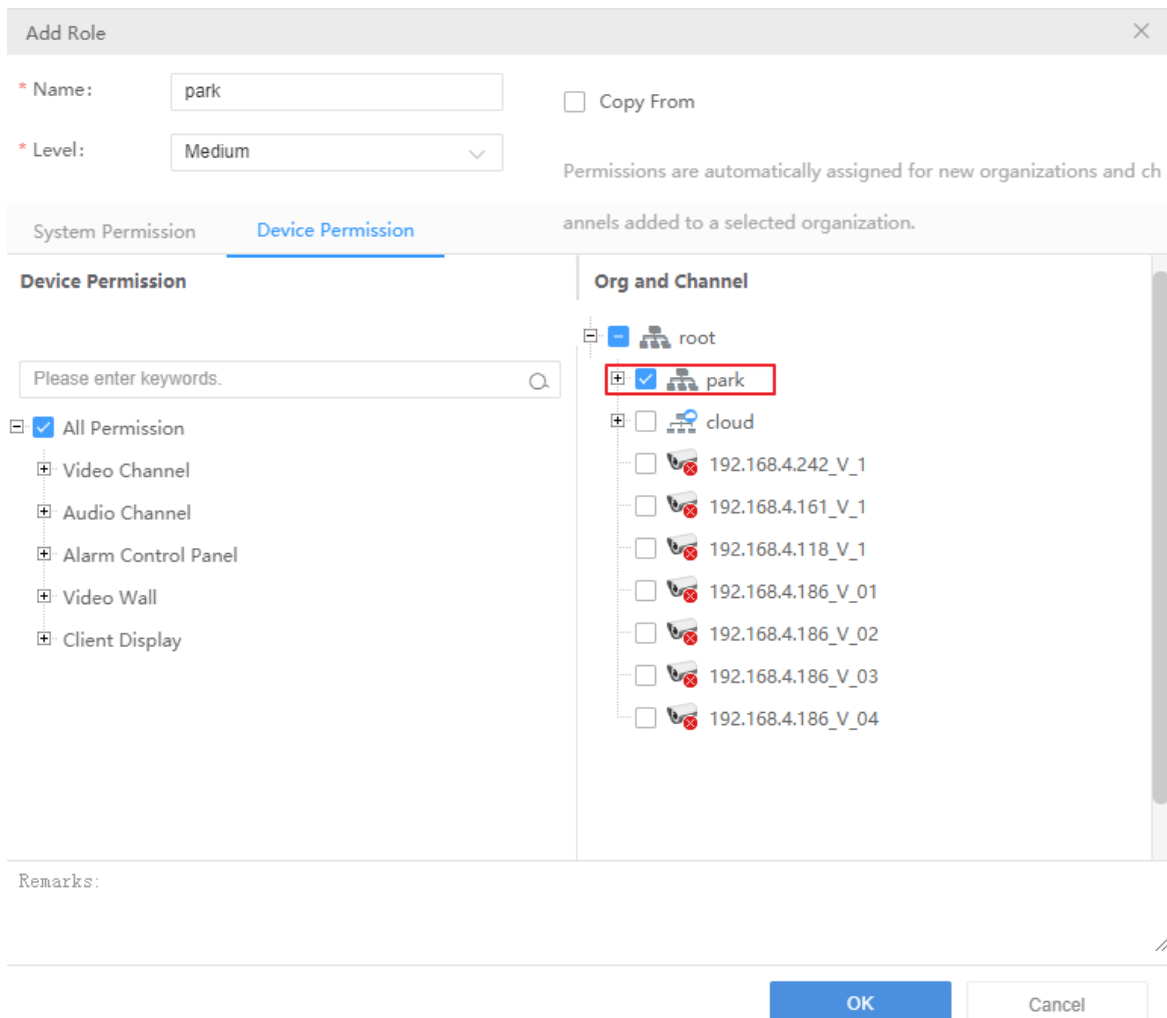 Add Role
* Name:
park
Copy From
* Level:
Medium
Permissions are automatically assigned for new organizations and ch
annels added to a selected organization.
System Permission
Device Permission
Device Permission
Org and Channel
root
Please enter keywords.
park
All Permission
cloud
Video Channel
192.168.4.242_V_1
Audio Channel
192.168.4.161_V_1
Alarm Control Panel
192.168.4.118_V_1
Video Wall
192.168.4.186_V_01
Client Display
192.168.4.186_V_02
192.168.4.186_V_03
192.168.4.186_V_04
Remarks:
OK
Cancel